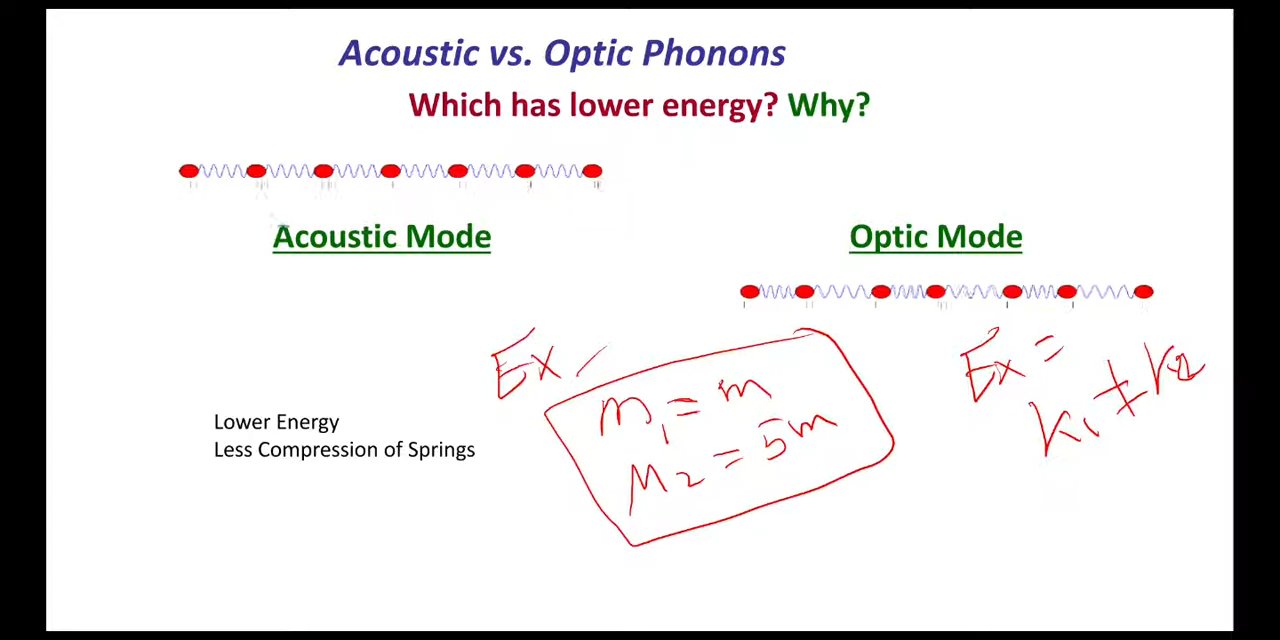 Acoustic vs. Optic Phonons
Which has lower energy? Why?
Acoustic Mode
Optic Mode
Ex
m₁ = m
M₂ = 5m
Ex =
K₁ ≠ K₂
Lower Energy
Less Compression of Springs